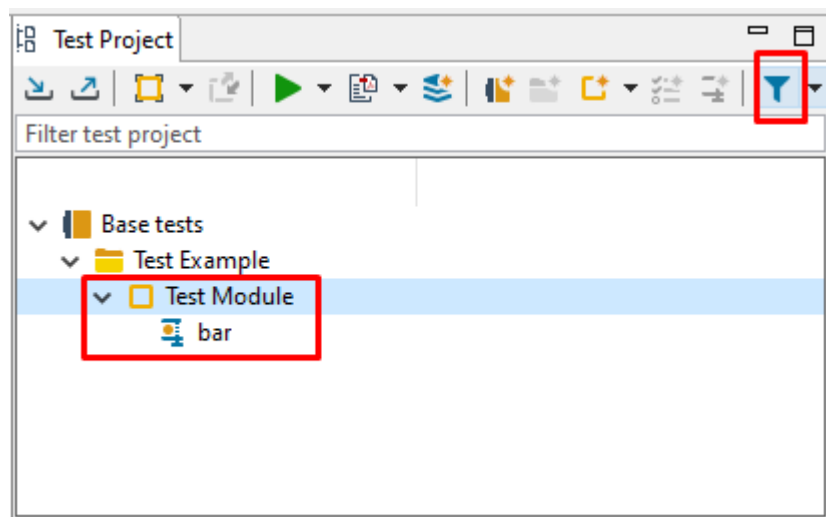 Test Project
Filter test project
Base tests
Test Example
Test Module
bar